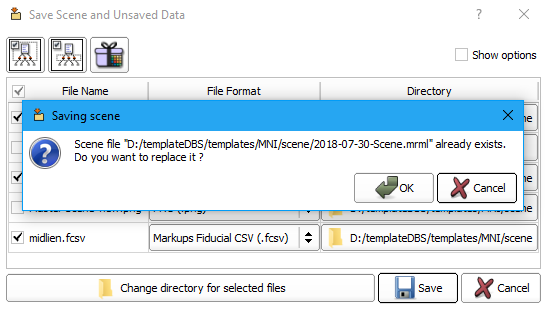 Save Scene and Unsaved Data
Show options
File Name
File Format
Directory
Saving scene
Scene file "D:/templateDBS/templates/MNI/scene/2018-07-30-Scene.mrml" already exists.
Do you want to replace it ?
OK
Cancel
midlien.fcsv
Markups Fiducial CSV (.fcsv)
D:/templateDBS/templates/MNI/scene
Change directory for selected files
Save
Cancel